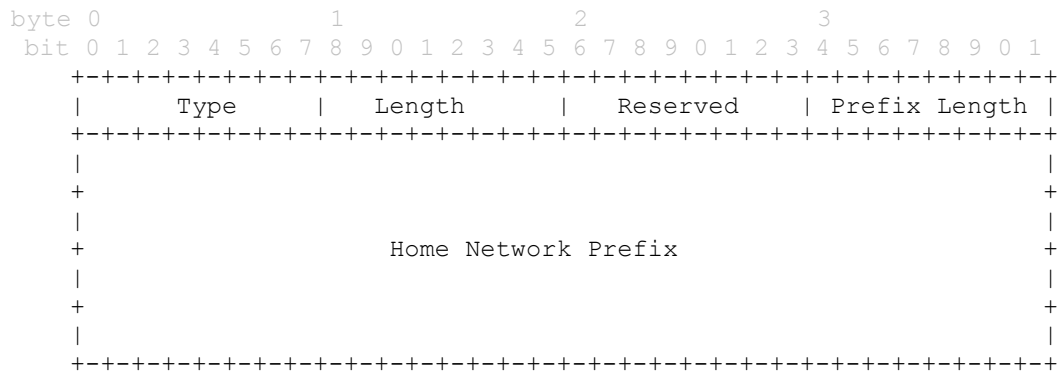 byte 0 1 2 3
bit 0 1 2 3 4 5 6 7 8 9 0 1 2 3 4 5 6 7 8 9 0 1 2 3 4 5 6 7 8 9 0 1
+-+-+-+-+-+-+-+-+-+-+-+-+-+-+-+-+-+-+-+-+-+-+-+-+-+-+-+-+-+-+-+-+
| Type | Length | Reserved | Prefix Length |
+-+-+-+-+-+-+-+-+-+-+-+-+-+-+-+-+-+-+-+-+-+-+-+-+-+-+-+-+-+-+-+-+
| |
+ +
| |
+ Home Network Prefix +
| |
+ +
| |
+-+-+-+-+-+-+-+-+-+-+-+-+-+-+-+-+-+-+-+-+-+-+-+-+-+-+-+-+-+-+-+-+